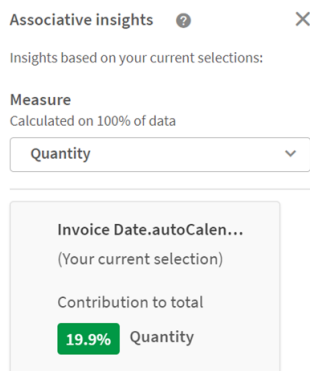 Associative insights ?
Insights based on your current selections:
Measure
Calculated on 100% of data
Quantity
Invoice Date.autoCalen...
(Your current selection)
Contribution to total
19.9% Quantity